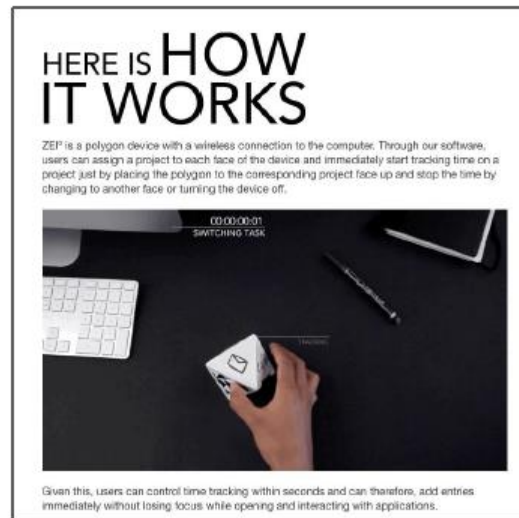 HERE IS HOW
IT WORKS
ZEI° is a polygon device with a wireless connection to the computer. Through our software,
users can assign a project to each face of the device and immediately start tracking time on a
project just by placing the polygon to the corresponding project face up and stop the time by
changing to another face or turning the device off.
00:00:00:01
SWITCHING TASK
TRACKING
Given this, users can control time tracking within seconds and can therefore, add entries
immediately without losing focus while opening and interacting with applications.